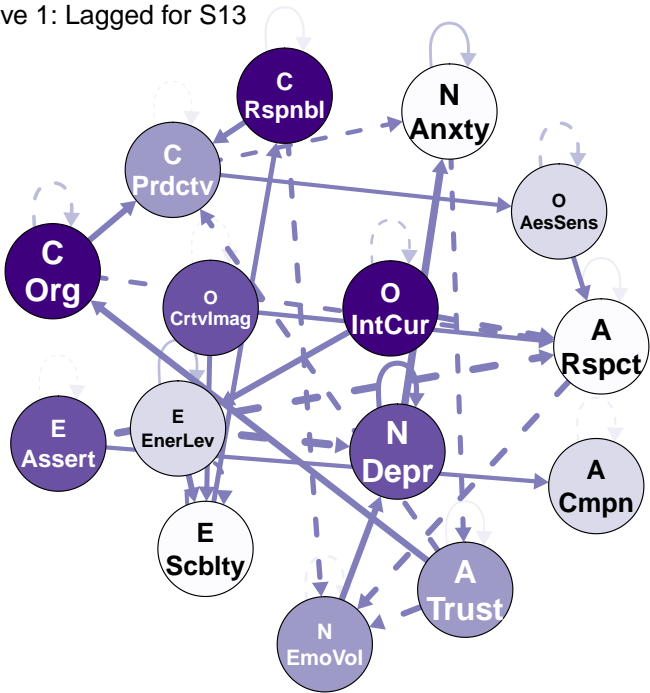 ve 1: Lagged for S13
C
Rspnbl
N
Anxty
C
Prdctv
O
AesSens
C
Org
O
CrtvImag
O
IntCur
A
Rspct
E
EnerLev
E
Assert
N
Depr
A
Cmpn
E
Scblty
A
Trust
N
EmoVol